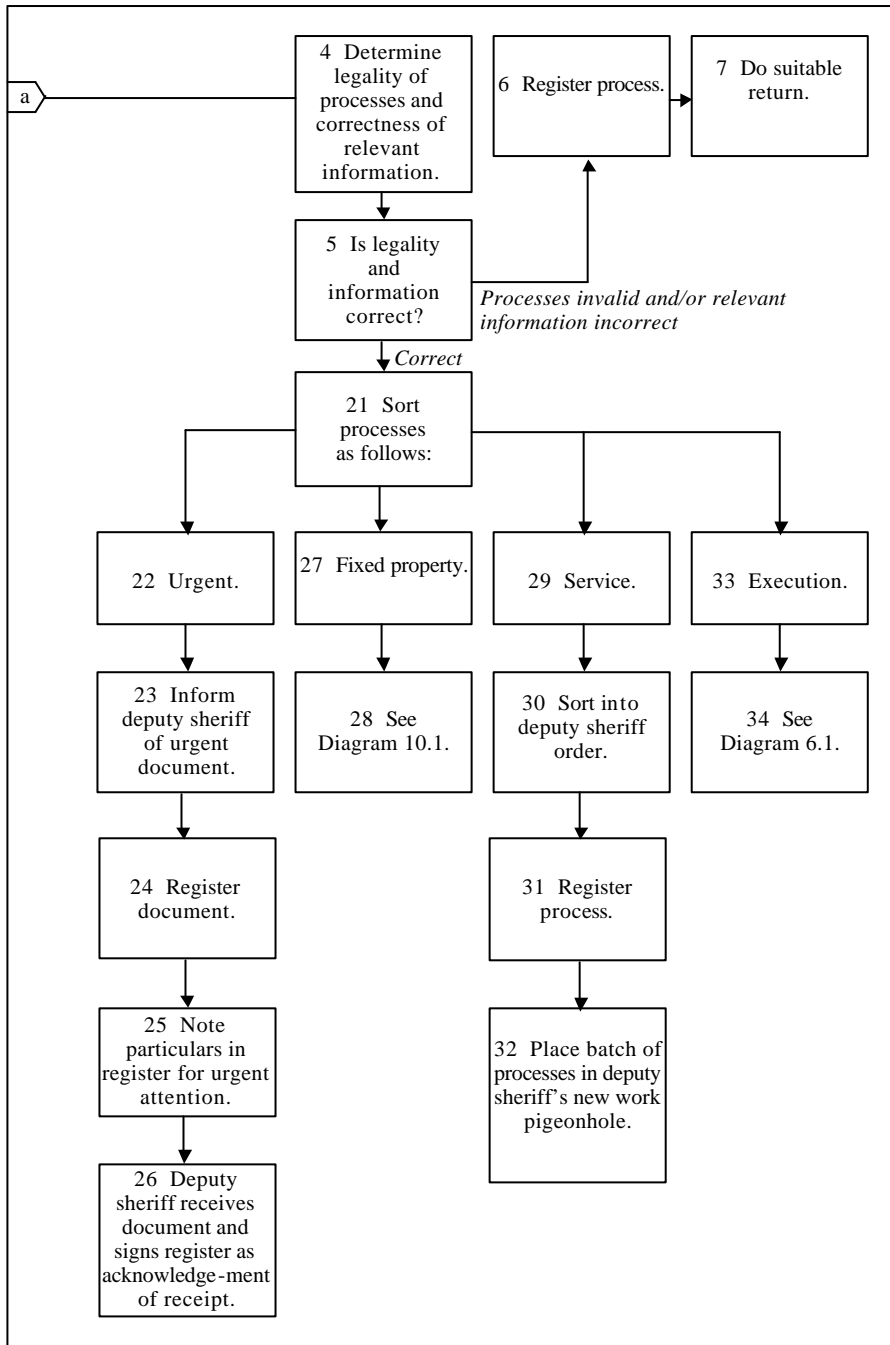 a
4 Determine
legality of
processes and
correctness of
relevant
information.
6 Register process.
7 Do suitable
return.
5 Is legality
and
information
correct?
Processes invalid and/or relevant
information incorrect
Correct
21 Sort
processes
as follows:
22 Urgent.
27 Fixed property.
29 Service.
33 Execution.
23 Inform
deputy sheriff
of urgent
document.
28 See
Diagram 10.1.
30 Sort into
deputy sheriff
order.
34 See
Diagram 6.1.
24 Register
document.
31 Register
process.
25 Note
particulars in
register for urgent
attention.
32 Place batch of
processes in deputy
sheriff's new work
pigeonhole.
26 Deputy
sheriff receives
document and
signs register as
acknowledge-ment
of receipt.